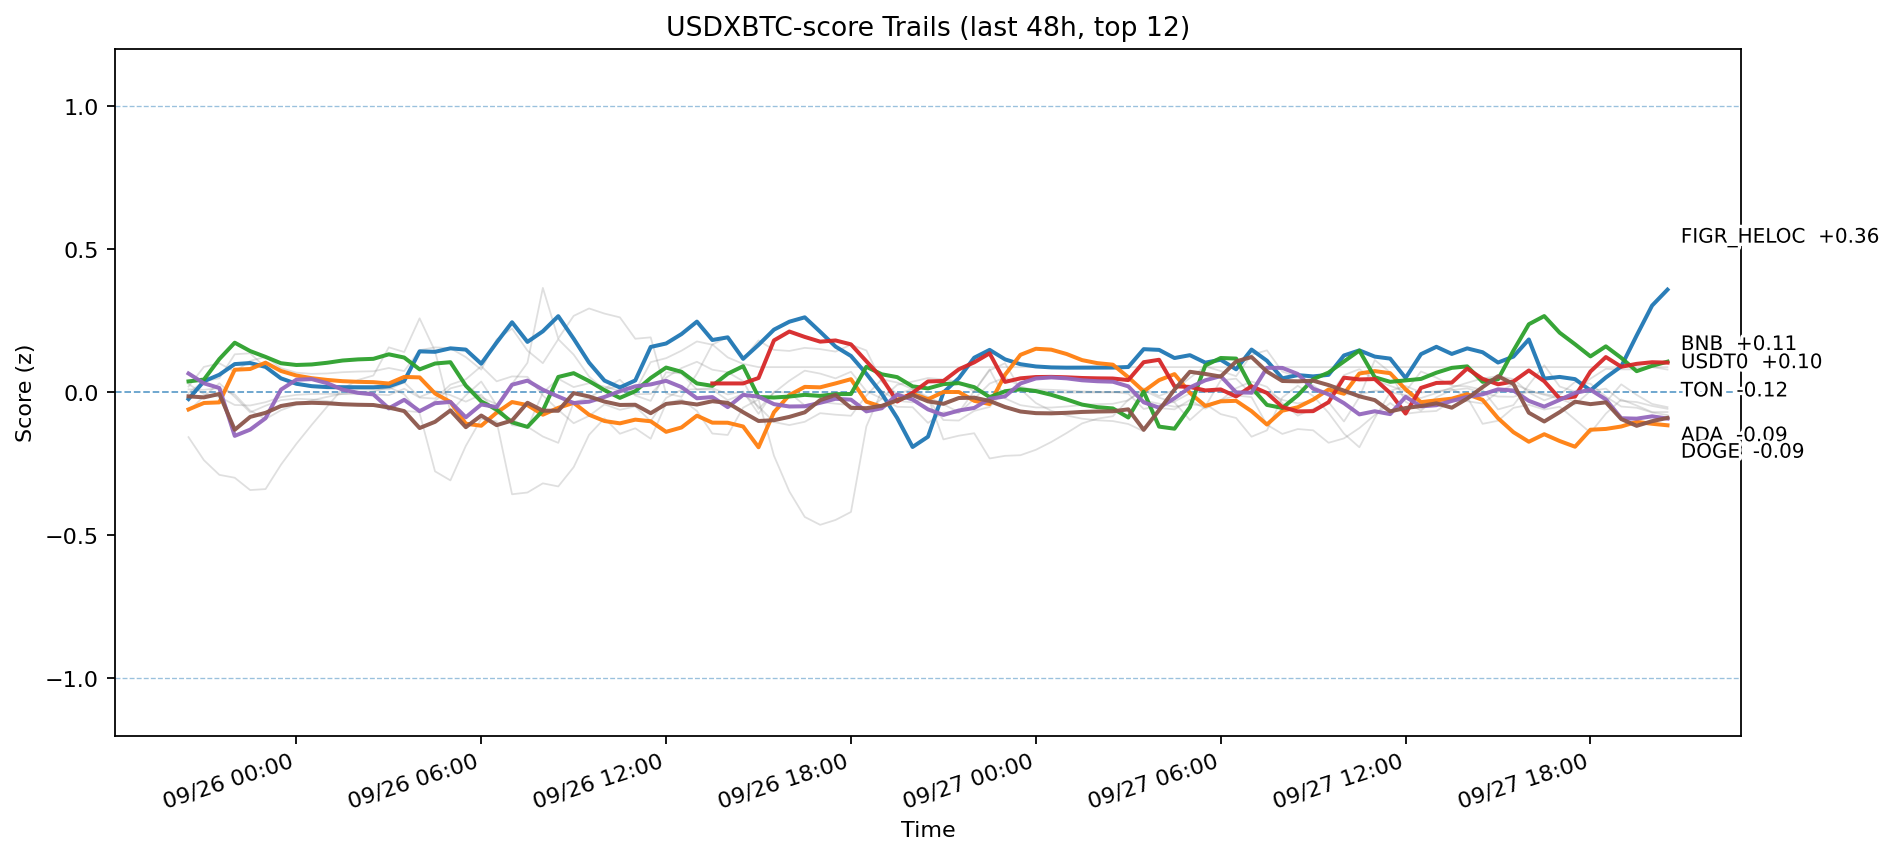 USDXBTC-score Trails (last 48h, top 12)
Score (z)
1.0
0.5
0.0
−0.5
−1.0
FIGR_HELOC +0.36
BNB +0.11
USDT0 +0.10
TON -0.12
ADA -0.09
DOGE -0.09
09/26 00:00
09/26 06:00
09/26 12:00
09/26 18:00
09/27 00:00
09/27 06:00
09/27 12:00
09/27 18:00
Time